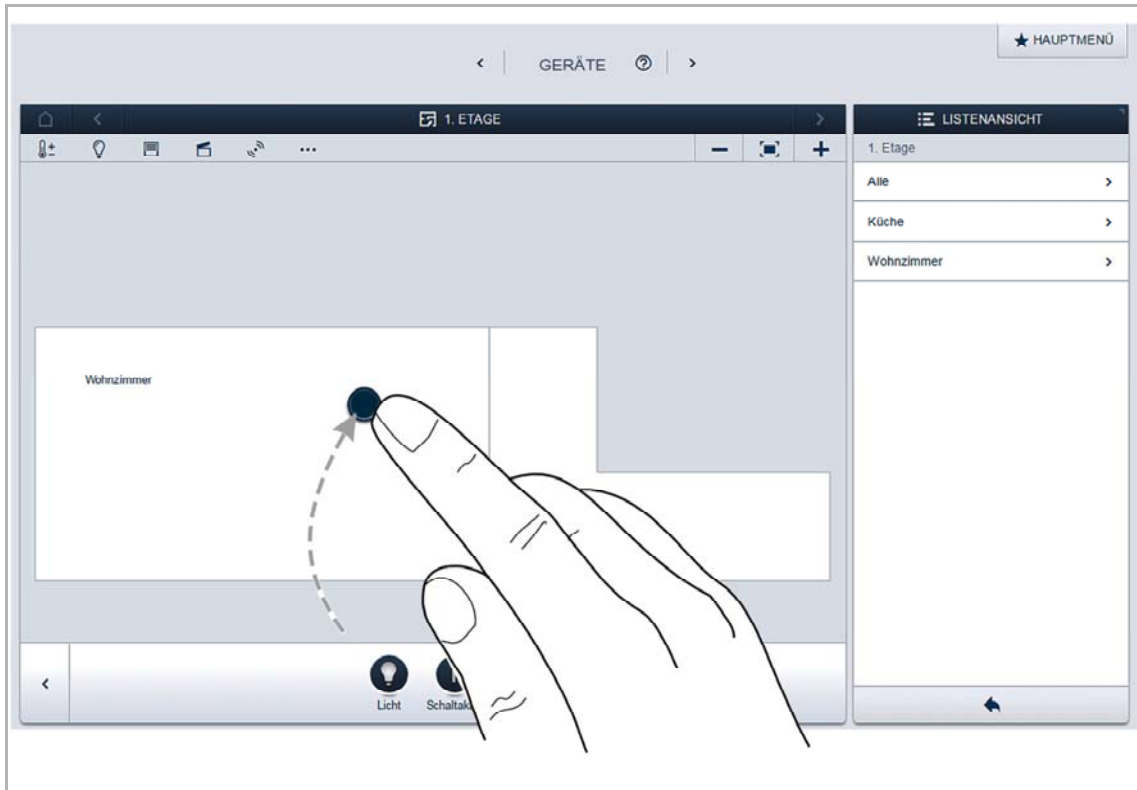 HAUPTMENÜ
GERÄTE
1. ETAGE
LISTENANSICHT
1. Etage
Alle
Küche
Wohnzimmer
Wohnzimmer
Licht